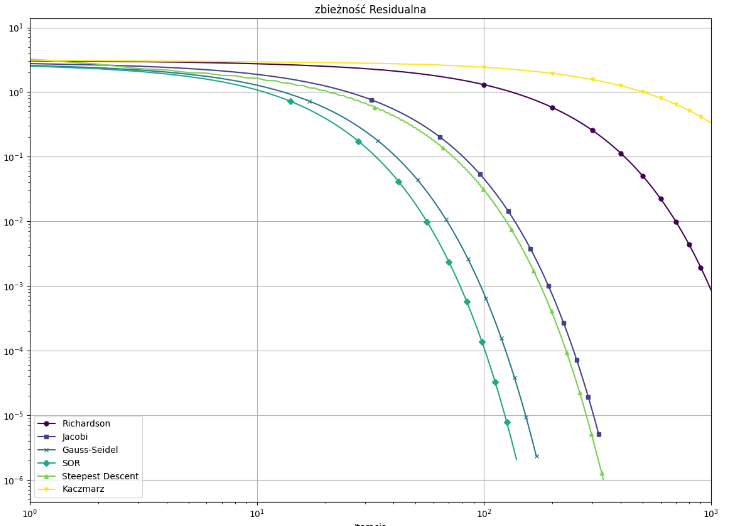 zbieżność Residualna
10¹
10⁰
10⁻¹
10⁻²
10⁻³
10⁻⁴
10⁻⁵
10⁻⁶
Richardson
Jacobi
Gauss-Seidel
SOR
Steepest Descent
Kaczmarz
10⁰ 10¹ 10² 10³